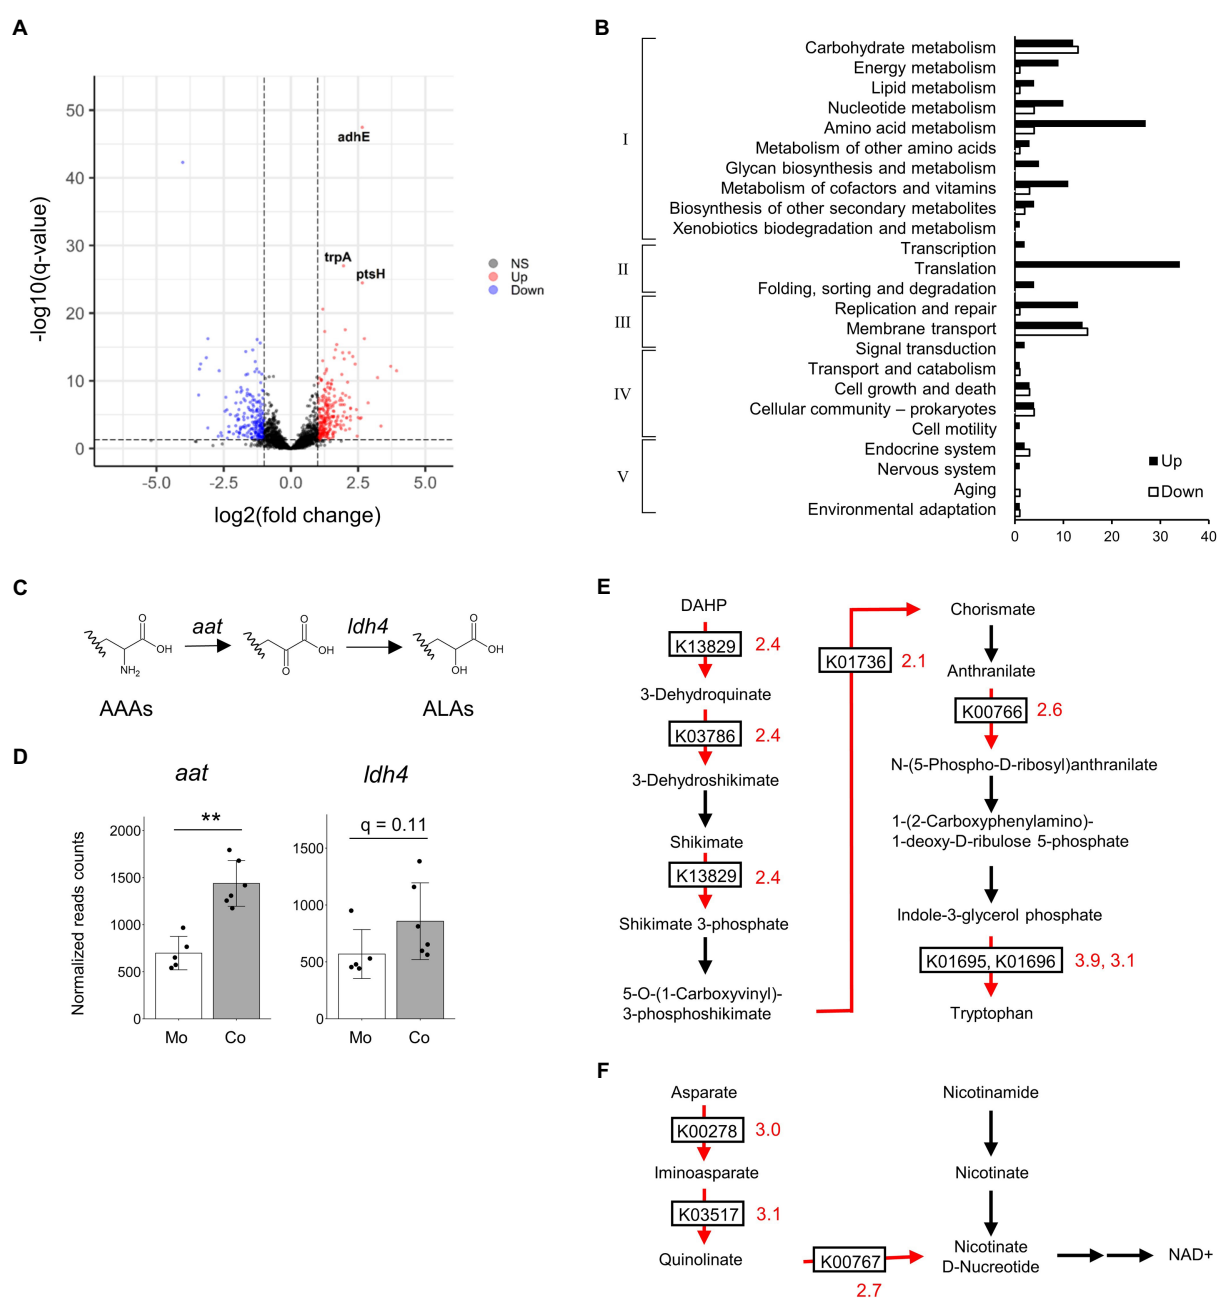 A
50
40
30
20
10
0
-5.0
-2.5
0.0
2.5
5.0
-log10(q-value)
log2(fold change)
adhE
trpA
ptsH
NS
Up
Down
B
I
II
III
IV
V
Carbohydrate metabolism
Energy metabolism
Lipid metabolism
Nucleotide metabolism
Amino acid metabolism
Metabolism of other amino acids
Glycan biosynthesis and metabolism
Metabolism of cofactors and vitamins
Biosynthesis of other secondary metabolites
Xenobiotics biodegradation and metabolism
Transcription
Translation
Folding, sorting and degradation
Replication and repair
Membrane transport
Signal transduction
Transport and catabolism
Cell growth and death
Cellular community – prokaryotes
Cell motility
Endocrine system
Nervous system
Aging
Environmental adaptation
Up
Down
0
10
20
30
40
C
O
OH
NH2
AAAs
aat
O
OH
O
ldh4
O
OH
OH
ALAs
D
aat
Normalized reads counts
2000
1500
1000
500
0
**
Mo
Co
ldh4
1500
1000
500
0
q = 0.11
Mo
Co
E
DAHP
K13829 2.4
3-Dehydroquinate
K03786 2.4
3-Dehydroshikimate
Shikimate
K13829 2.4
Shikimate 3-phosphate
5-O-(1-Carboxyvinyl)-
3-phosphoshikimate
K01736 2.1
Chorismate
Anthranilate
K00766 2.6
N-(5-Phospho-D-ribosyl)anthranilate
1-(2-Carboxyphenylamino)-
1-deoxy-D-ribulose 5-phosphate
Indole-3-glycerol phosphate
K01695, K01696 3.9, 3.1
Tryptophan
F
Asparate
K00278 3.0
Iminoasparate
K03517 3.1
Quinolinate
K00767
2.7
Nicotinamide
Nicotinate
Nicotinate
D-Nucreotide
NAD+